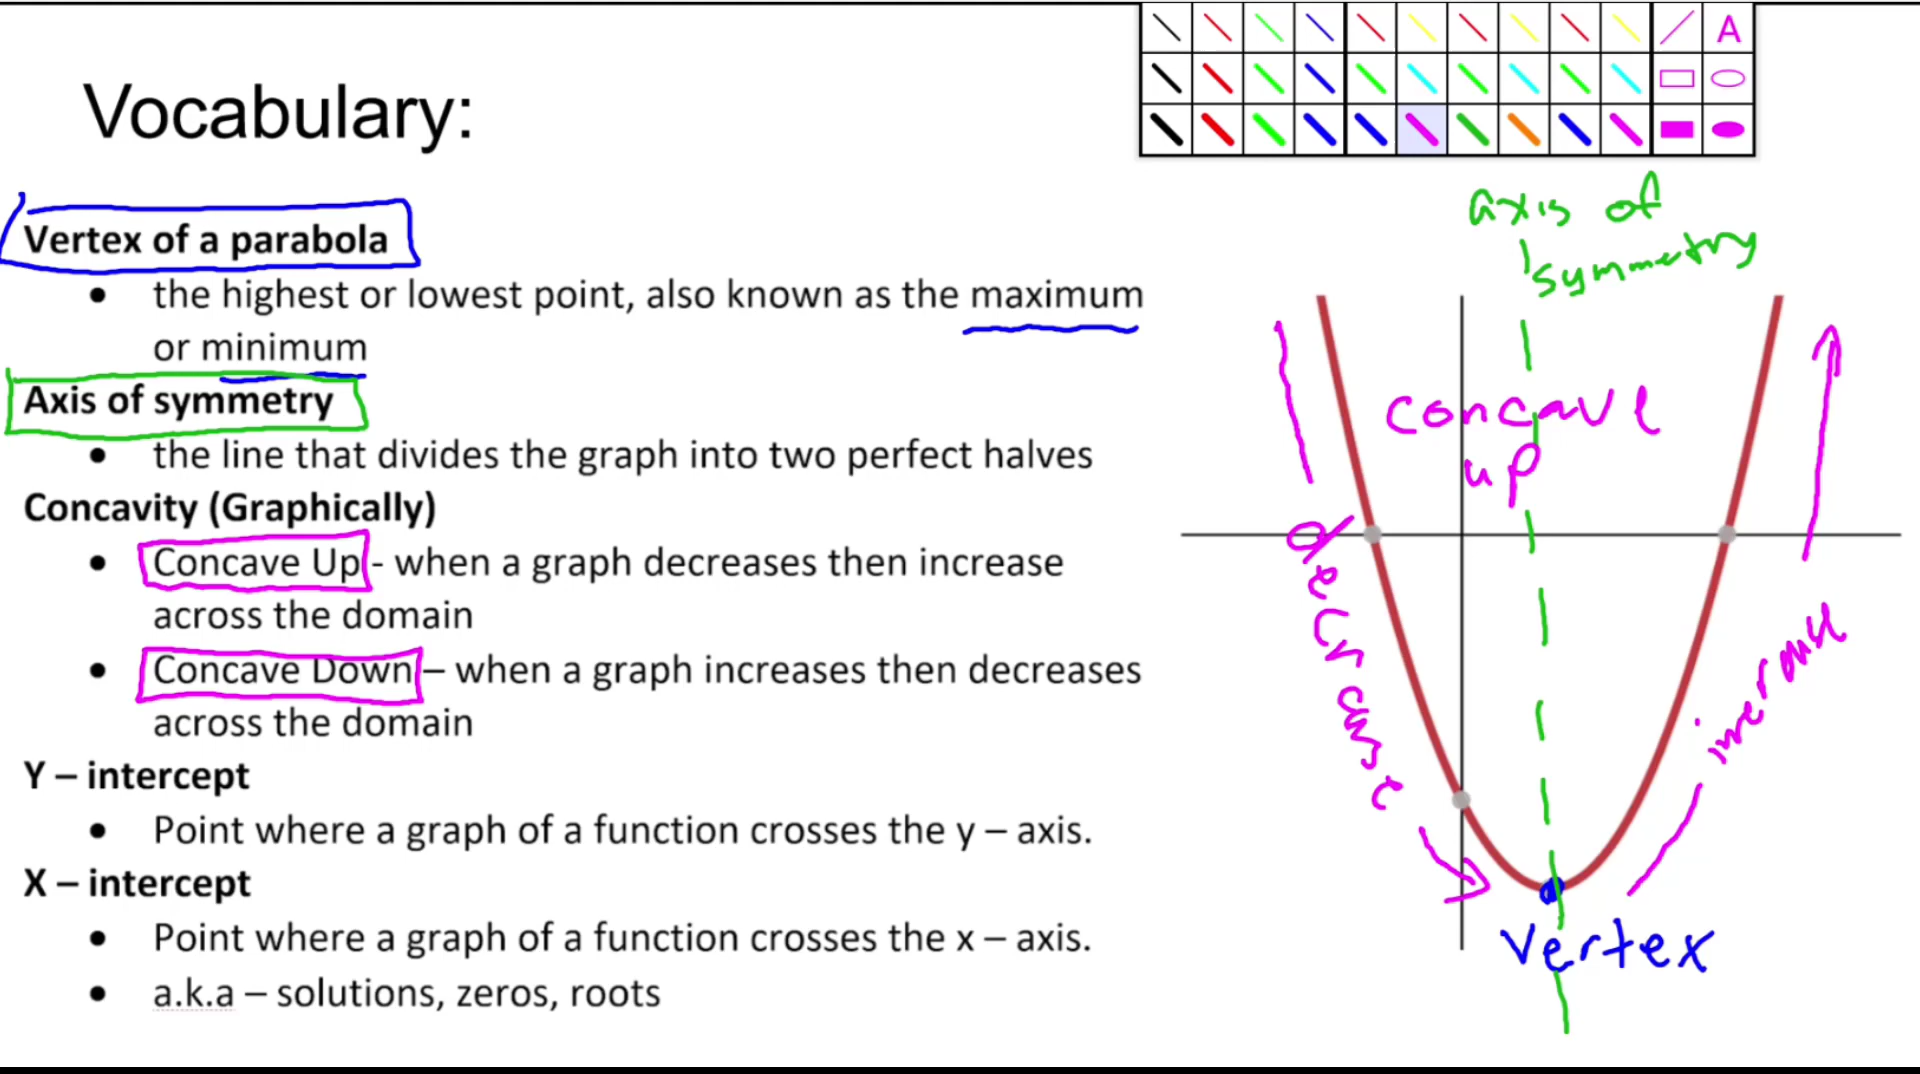 A
Vocabulary:
Vertex of a parabola
• the highest or lowest point, also known as the maximum
or minimum
Axis of symmetry
• the line that divides the graph into two perfect halves
Concavity (Graphically)
• Concave Up - when a graph decreases then increase
across the domain
• Concave Down – when a graph increases then decreases
across the domain
Y – intercept
• Point where a graph of a function crosses the y – axis.
X – intercept
• Point where a graph of a function crosses the x – axis.
• a.k.a – solutions, zeros, roots
axis of
symmetry
concave
up
decrease
increase
vertex